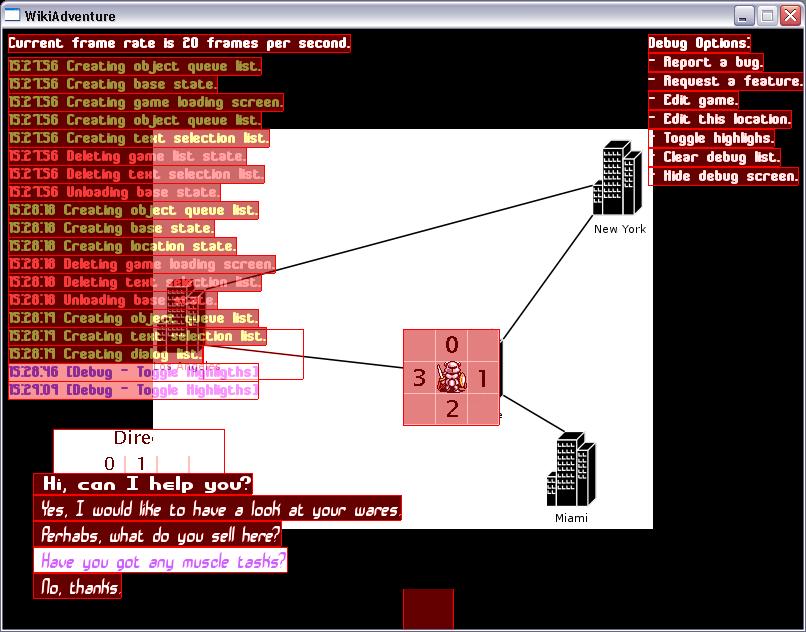 WikiAdventure
Current frame rate is 20 frames per second.
15:27:56 Creating object queue list.
15:27:56 Creating base state.
15:27:56 Creating game loading screen.
15:27:56 Creating object queue list.
15:27:56 Creating text selection list.
15:27:56 Deleting game list state.
15:27:56 Deleting text selection list.
15:27:56 Unloading base state.
15:28:18 Creating object queue list.
15:28:18 Creating base state.
15:28:18 Creating location state.
15:28:18 Deleting game loading screen.
15:28:18 Deleting text selection list.
15:28:18 Unloading base state.
15:28:19 Creating object queue list.
15:28:19 Creating text selection list.
15:28:19 Creating dialog list.
15:28:46 [Debug - Toggle Highligths]
15:29:09 [Debug - Toggle Highligths]
Debug Options:
- Report a bug.
- Request a feature.
- Edit game.
- Edit this location.
- Toggle highlighs.
- Clear debug list.
- Hide debug screen.
New York
Los Angeles
0
3 1
2
Miami
Dire
0 1
Hi, can I help you?
Yes, I would like to have a look at your wares.
Perhabs, what do you sell here?
Have you got any muscle tasks?
No, thanks.